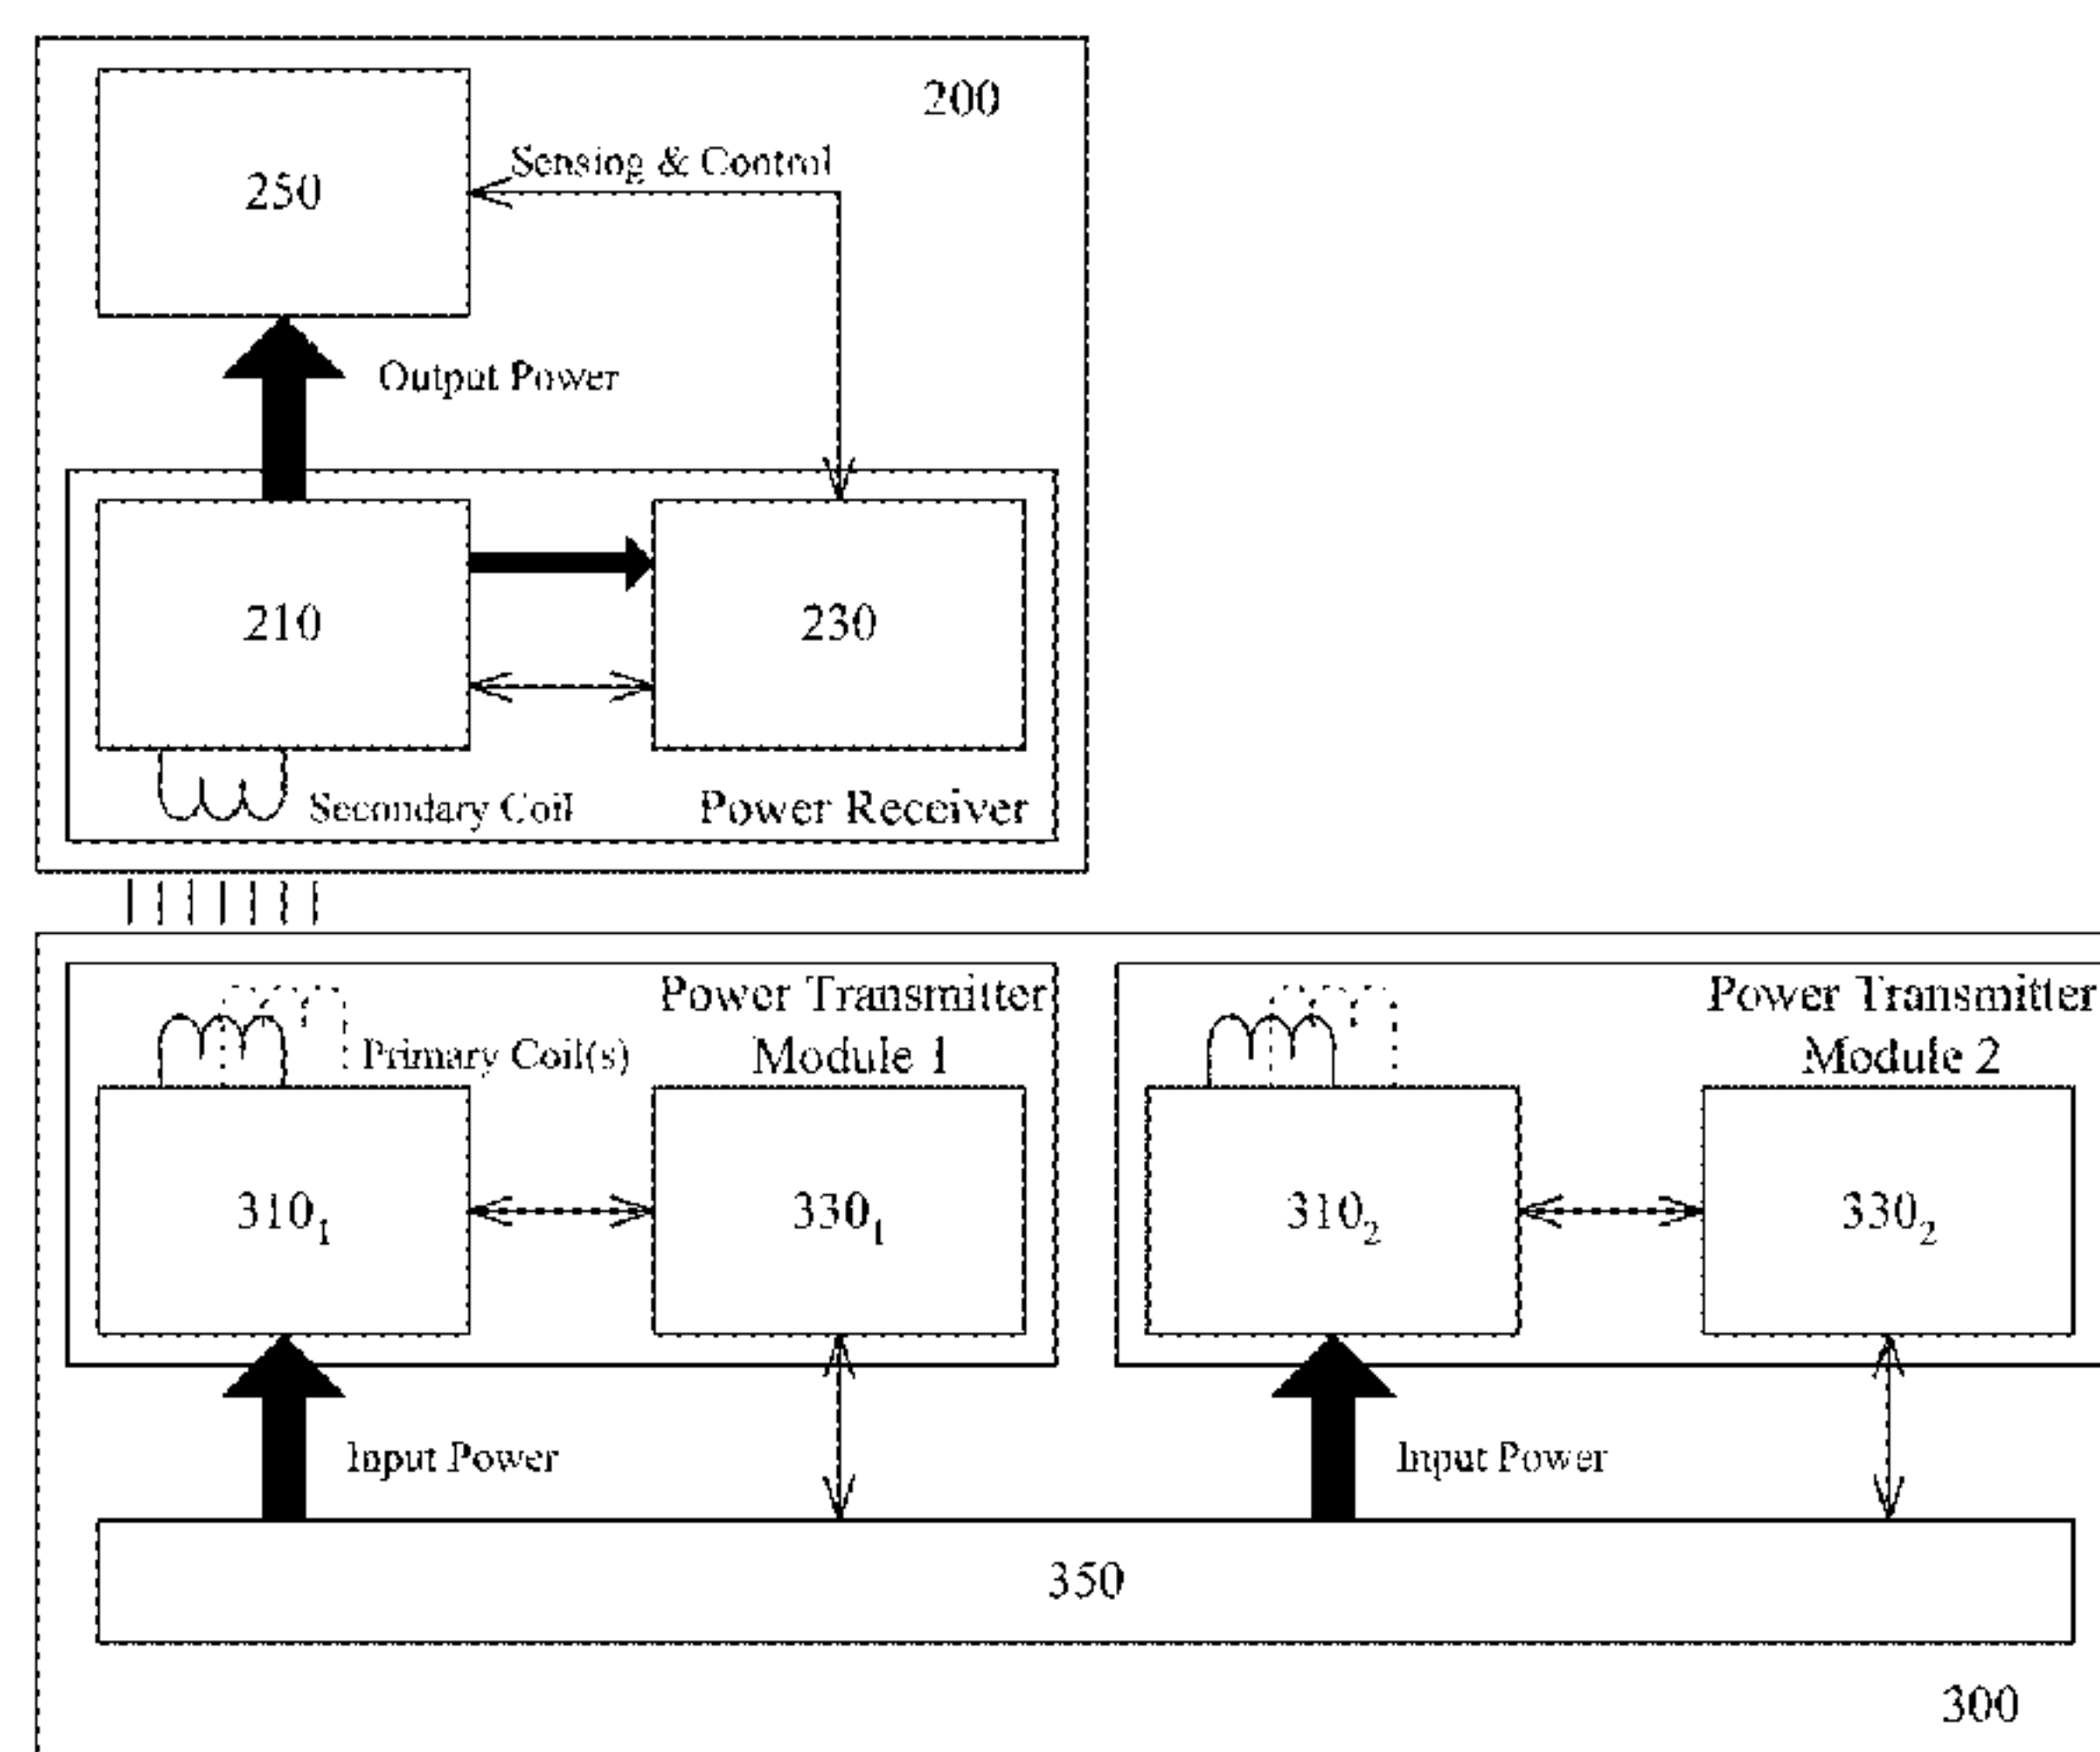 200
250
Sensing & Control
Output Power
210
230
Secondary Coil
Power Receiver
Power Transmitter
Module 1
Primary Coil(s)
310₁
330₁
Power Transmitter
Module 2
310₂
330₂
Input Power
Input Power
350
300